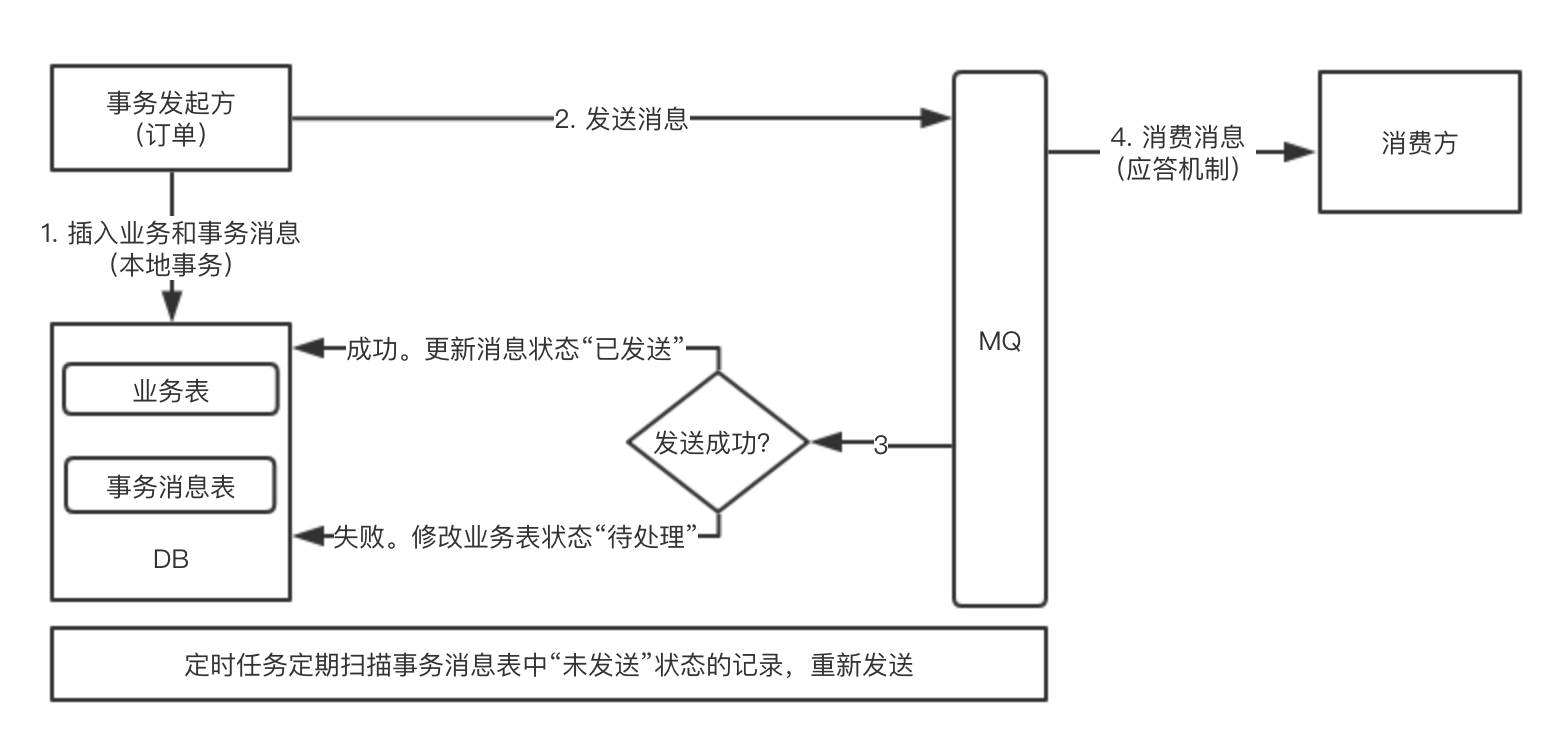 事务发起方
（订单）
2. 发送消息
4. 消费消息
（应答机制）
消费方
1. 插入业务和事务消息
（本地事务）
MQ
成功。更新消息状态“已发送”
业务表
发送成功？
3
事务消息表
失败。修改业务表状态“待处理”
DB
定时任务定期扫描事务消息表中“未发送”状态的记录，重新发送